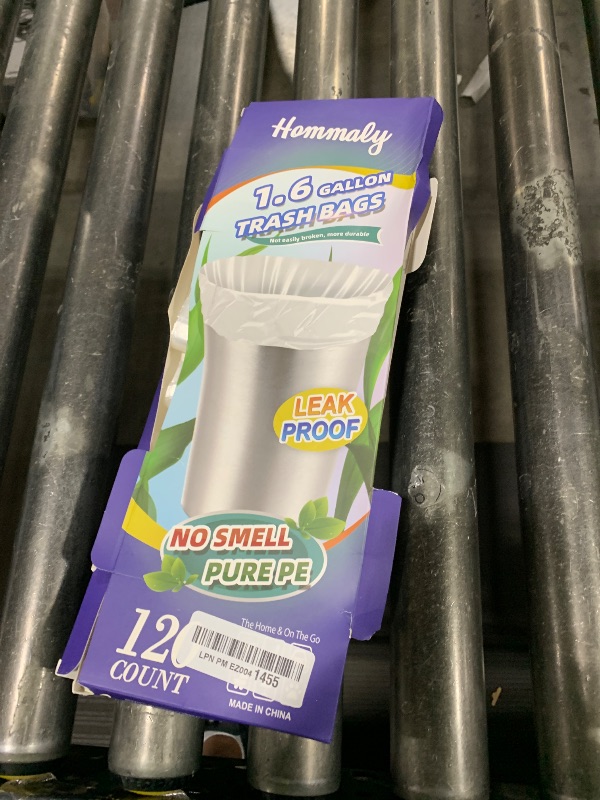 Hommaly
1.6 GALLON
TRASH BAGS
Not easily broken, more durable
LEAK
PROOF
NO SMELL
PURE PE
The Home & On The Go
12
COUNT
LPN PM EZ004 1455
MADE IN CHINA